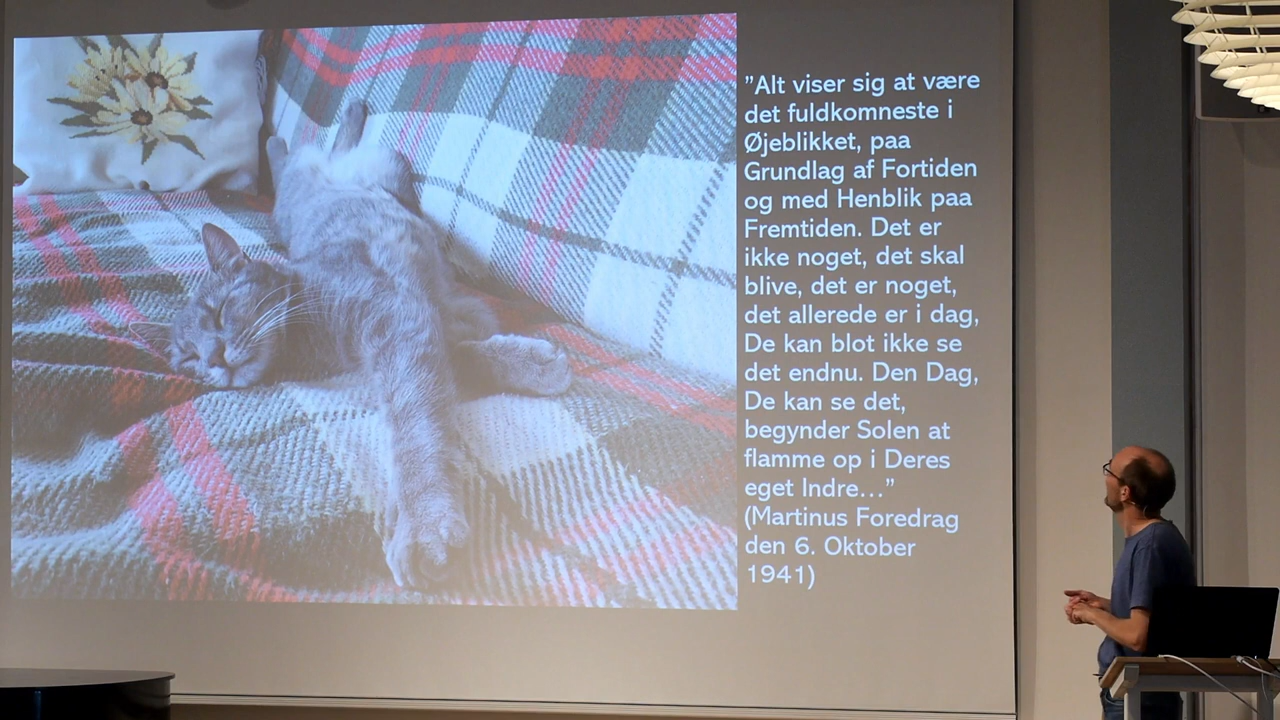 ”Alt viser sig at være
det fuldkomneste i
Øjeblikket, paa
Grundlag af Fortiden
og med Henblik paa
Fremtiden. Det er
ikke noget, det skal
blive, det er noget,
det allerede er i dag,
De kan blot ikke se
det endnu. Den Dag,
De kan se det,
begynder Solen at
flamme op i Deres
eget Indre...”
(Martinus Foredrag
den 6. Oktober
1941)